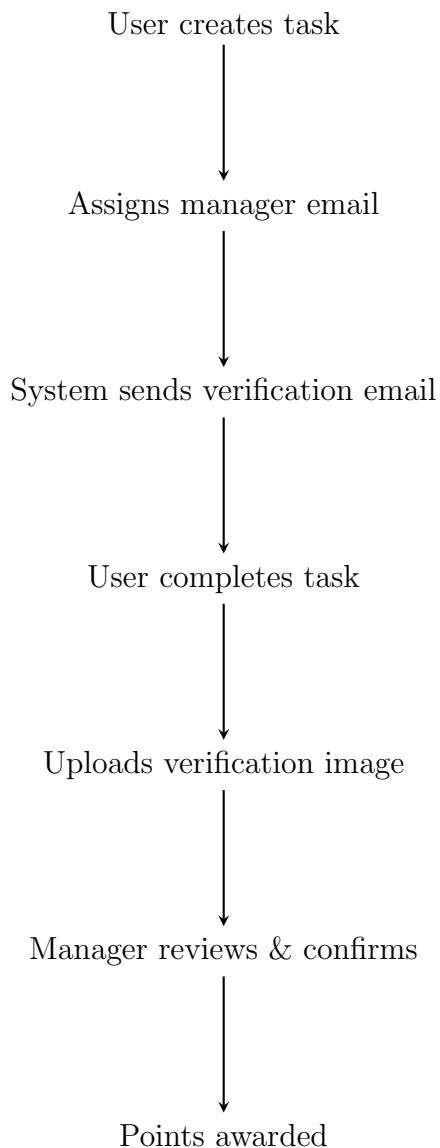 User creates task
Assigns manager email
System sends verification email
User completes task
Uploads verification image
Manager reviews & confirms
Points awarded